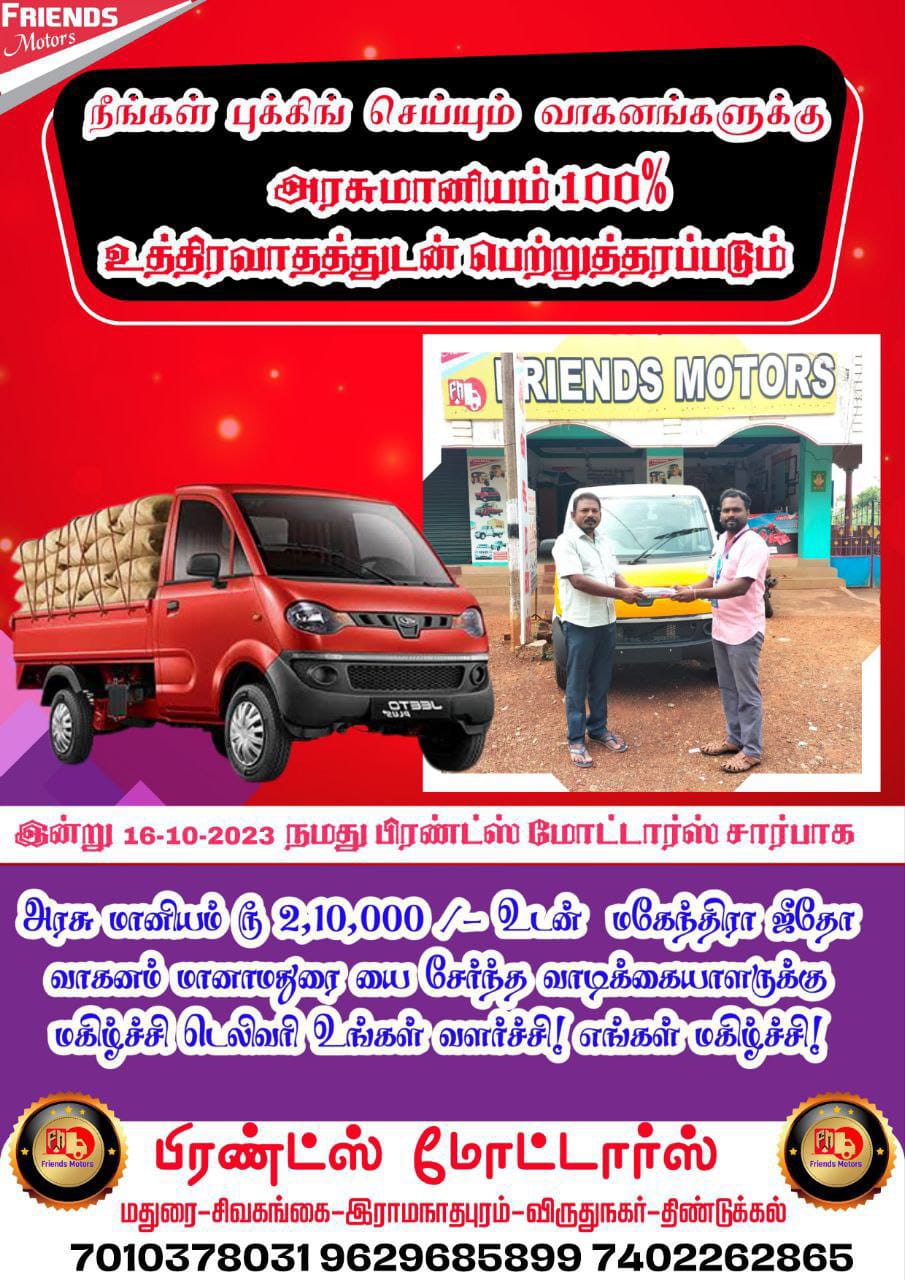 FRIENDS
Motors
நீங்கள் புக்கிங் செய்யும் வாகனங்களுக்கு
அரசுமானியம் 100%
உத்திரவாதத்துடன் பெற்றுத்தரப்படும்
FRIENDS MOTORS
JEETO
PLUS
இன்று 16-10-2023 நமது பிரண்ட்ஸ் மோட்டார்ஸ் சார்பாக
அரசு மானியம் ரூ 2,10,000 /- உடன் மகேந்திரா ஜீதோ
வாகனம் மானாமதுரை யை சேர்ந்த வாடிக்கையாளருக்கு
மகிழ்ச்சி டெலிவரி உங்கள் வளர்ச்சி! எங்கள் மகிழ்ச்சி!
Friends Motors
பிரண்ட்ஸ் மோட்டார்ஸ்
Friends Motors
மதுரை-சிவகங்கை-இராமநாதபுரம்-விருதுநகர்-திண்டுக்கல்
7010378031 9629685899 7402262865